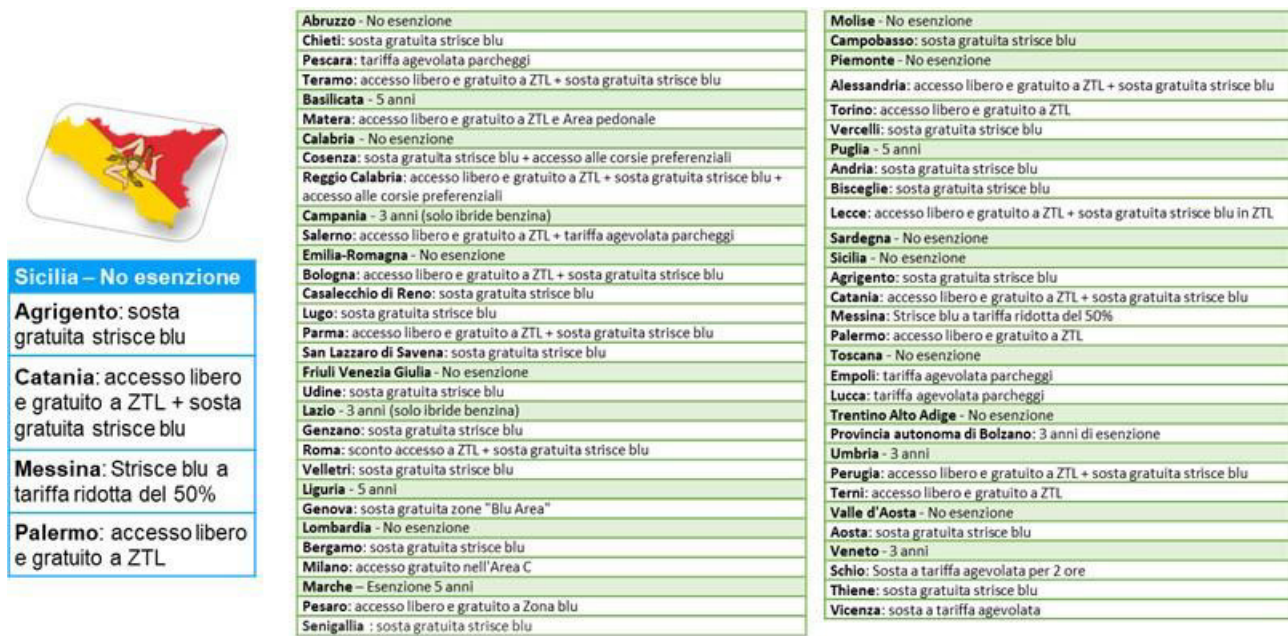 Sicilia – No esenzione
Agrigento: sosta
gratuita strisce blu
Catania: accesso libero
e gratuito a ZTL + sosta
gratuita strisce blu
Messina: Strisce blu a
tariffa ridotta del 50%
Palermo: accesso libero
e gratuito a ZTL
Abruzzo - No esenzione
Chieti: sosta gratuita strisce blu
Pescara: tariffa agevolata parcheggi
Teramo: accesso libero e gratuito a ZTL + sosta gratuita strisce blu
Basilicata - 5 anni
Matera: accesso libero e gratuito a ZTL e Area pedonale
Calabria - No esenzione
Cosenza: sosta gratuita strisce blu + accesso alle corsie preferenziali
Reggio Calabria: accesso libero e gratuito a ZTL + sosta gratuita strisce blu +
accesso alle corsie preferenziali
Campania - 3 anni (solo ibride benzina)
Salerno: accesso libero e gratuito a ZTL + tariffa agevolata parcheggi
Emilia-Romagna - No esenzione
Bologna: accesso libero e gratuito a ZTL + sosta gratuita strisce blu
Casalecchio di Reno: sosta gratuita strisce blu
Lugo: sosta gratuita strisce blu
Parma: accesso libero e gratuito a ZTL + sosta gratuita strisce blu
San Lazzaro di Savena: sosta gratuita strisce blu
Friuli Venezia Giulia - No esenzione
Udine: sosta gratuita strisce blu
Lazio - 3 anni (solo ibride benzina)
Genzano: sosta gratuita strisce blu
Roma: sconto accesso a ZTL + sosta gratuita strisce blu
Velletri: sosta gratuita strisce blu
Liguria - 5 anni
Genova: sosta gratuita zone "Blu Area"
Lombardia - No esenzione
Bergamo: sosta gratuita strisce blu
Milano: accesso gratuito nell'Area C
Marche – Esenzione 5 anni
Pesaro: accesso libero e gratuito a Zona blu
Senigallia : sosta gratuita strisce blu
Molise - No esenzione
Campobasso: sosta gratuita strisce blu
Piemonte - No esenzione
Alessandria: accesso libero e gratuito a ZTL + sosta gratuita strisce blu
Torino: accesso libero e gratuito a ZTL
Vercelli: sosta gratuita strisce blu
Puglia - 5 anni
Andria: sosta gratuita strisce blu
Bisceglie: sosta gratuita strisce blu
Lecce: accesso libero e gratuito a ZTL + sosta gratuita strisce blu in ZTL
Sardegna - No esenzione
Sicilia - No esenzione
Agrigento: sosta gratuita strisce blu
Catania: accesso libero e gratuito a ZTL + sosta gratuita strisce blu
Messina: Strisce blu a tariffa ridotta del 50%
Palermo: accesso libero e gratuito a ZTL
Toscana - No esenzione
Empoli: tariffa agevolata parcheggi
Lucca: tariffa agevolata parcheggi
Trentino Alto Adige - No esenzione
Provincia autonoma di Bolzano: 3 anni di esenzione
Umbria - 3 anni
Perugia: accesso libero e gratuito a ZTL + sosta gratuita strisce blu
Terni: accesso libero e gratuito a ZTL
Valle d'Aosta - No esenzione
Aosta: sosta gratuita strisce blu
Veneto - 3 anni
Schio: Sosta a tariffa agevolata per 2 ore
Thiene: sosta gratuita strisce blu
Vicenza: sosta a tariffa agevolata